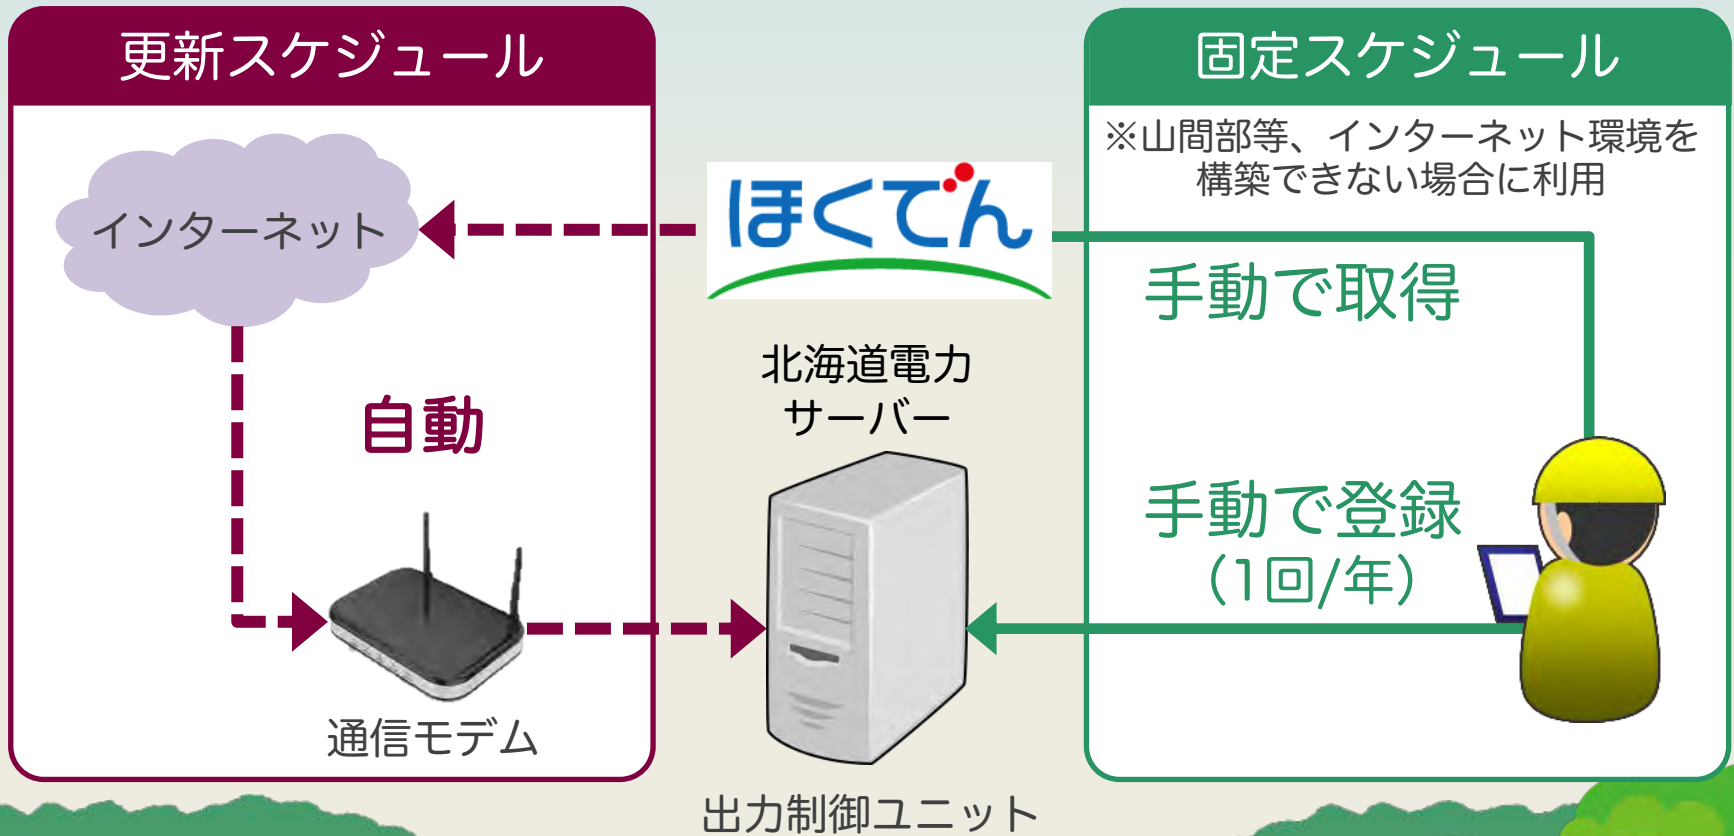 更新スケジュール
インターネット
自動
通信モデム
ほくでん
北海道電力
サーバー
出力制御ユニット
固定スケジュール
※山間部等、インターネット環境を
構築できない場合に利用
手動で取得
手動で登録
(1回/年)